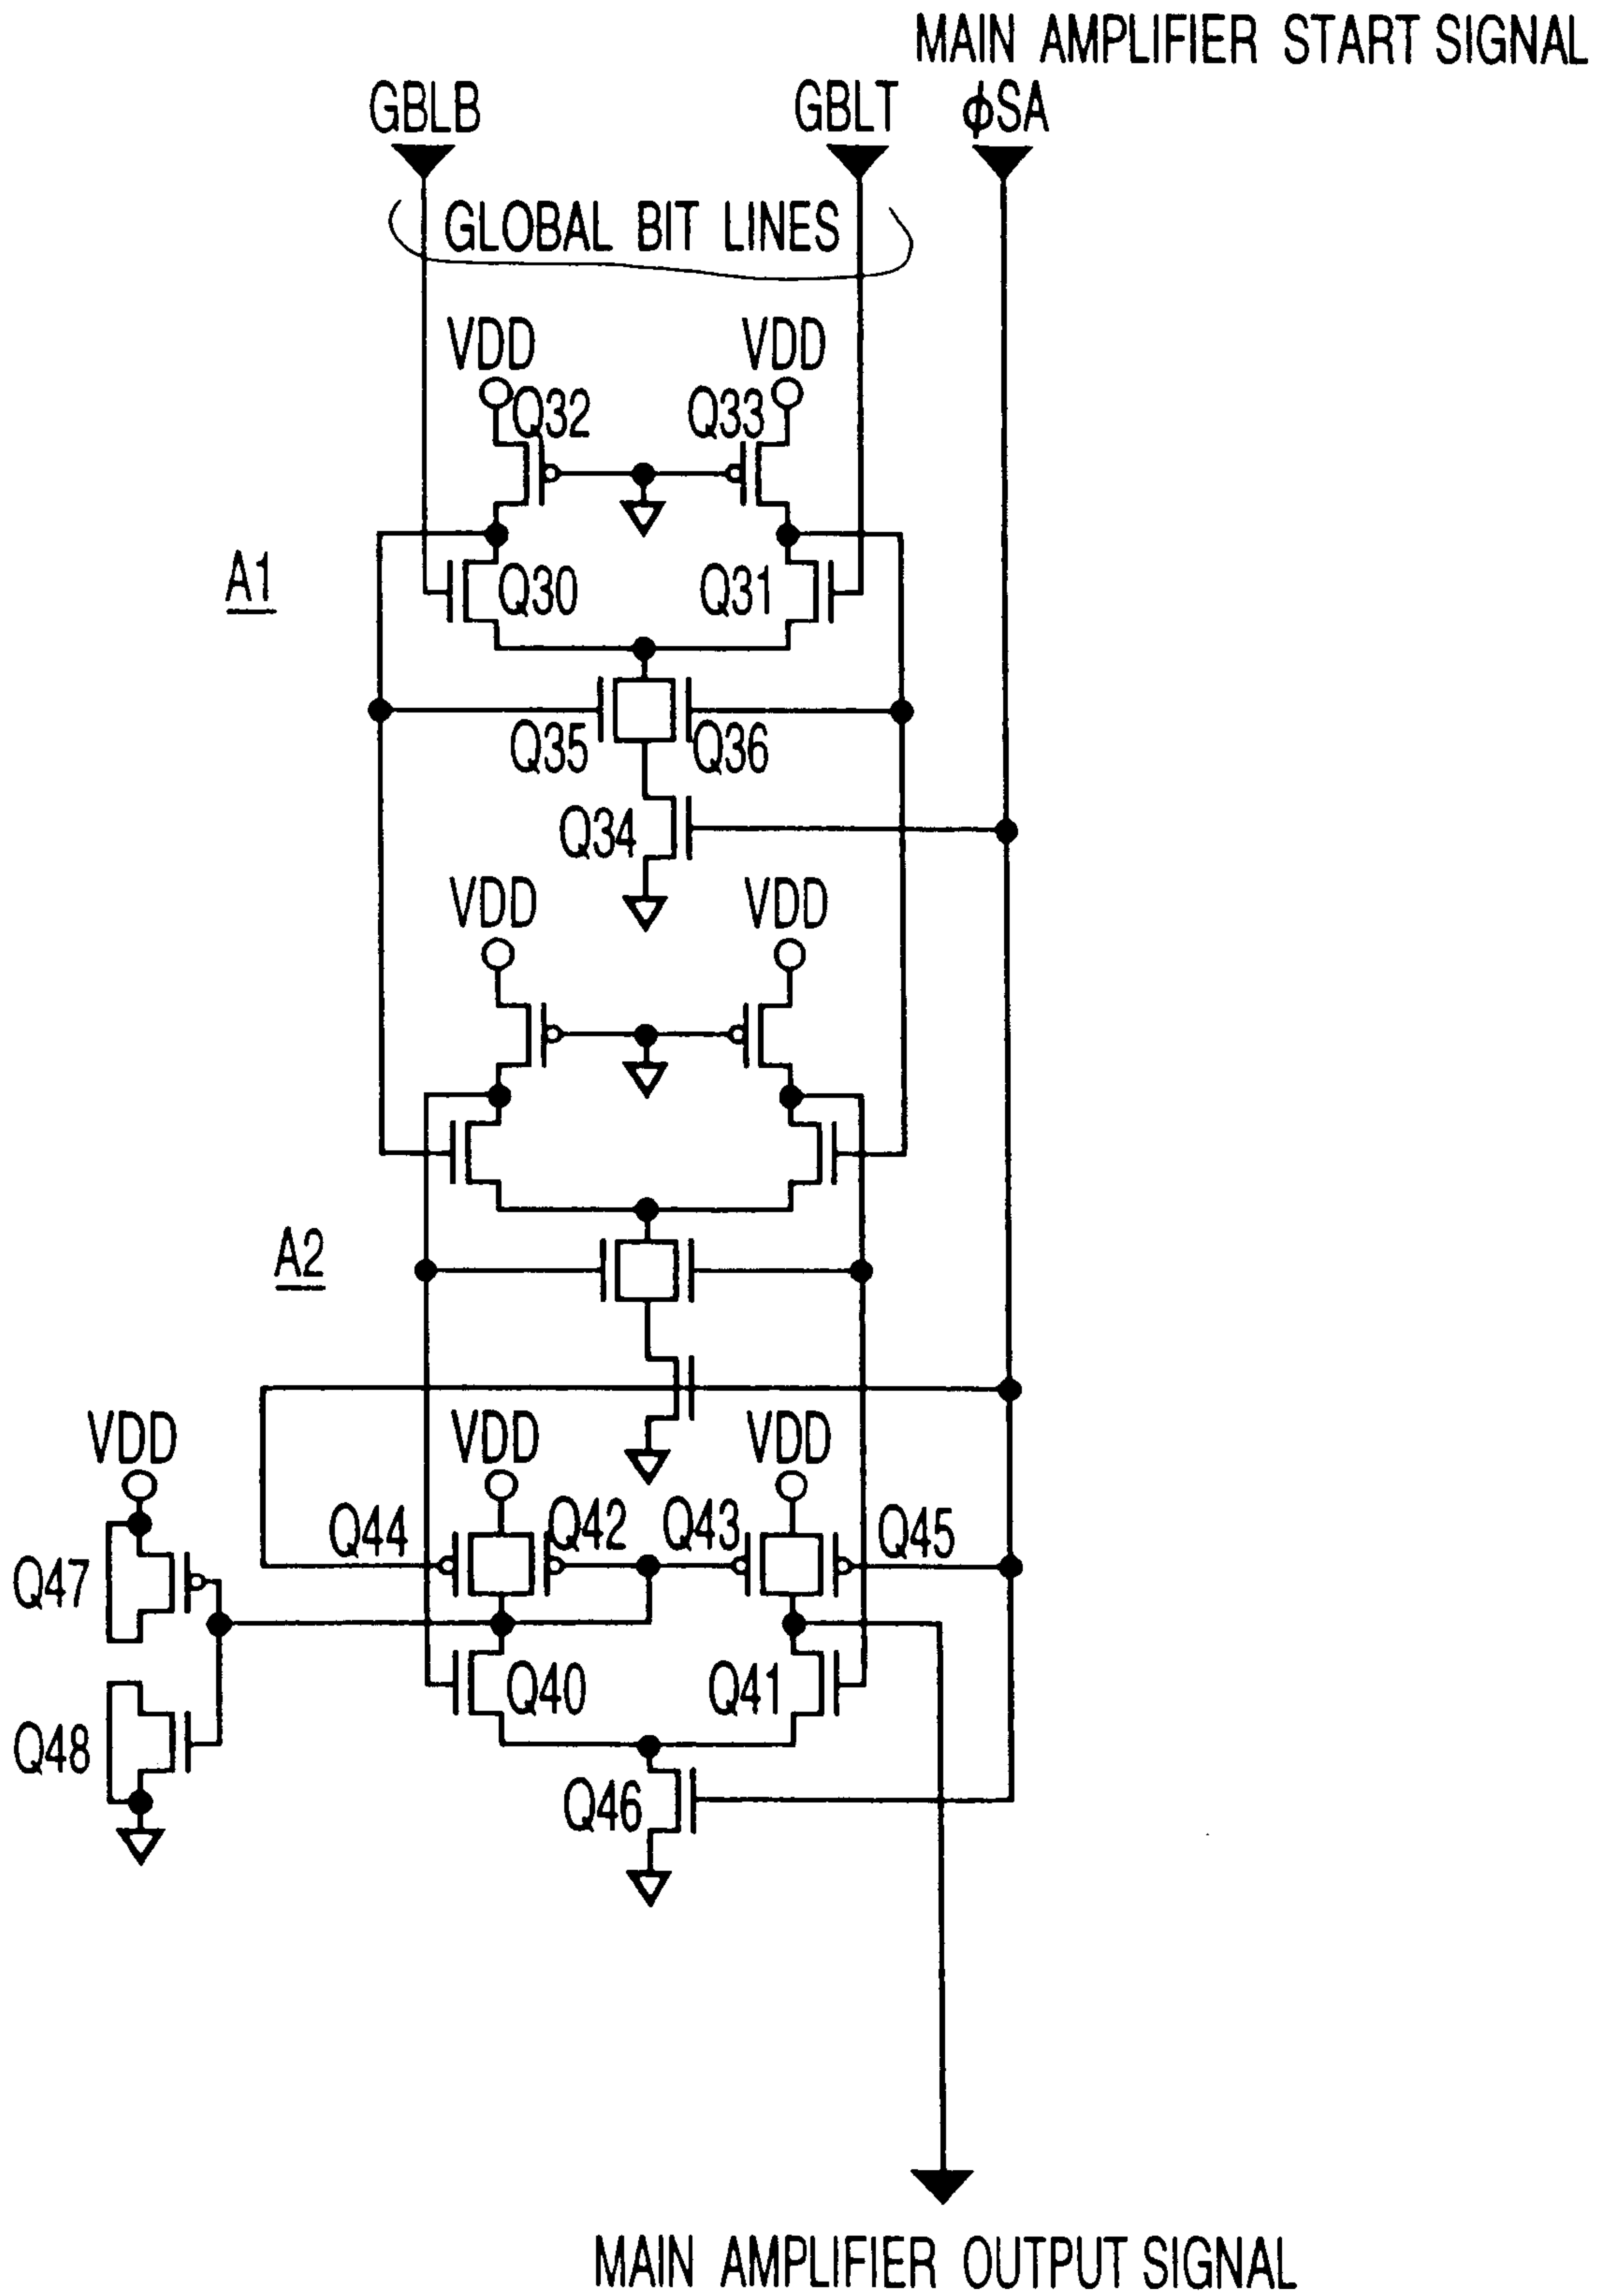 MAIN AMPLIFIER START SIGNAL
GBLB
GBLT
ϕSA
GLOBAL BIT LINES
VDD
VDD
Q32
Q33
A1
Q30
Q31
Q35
Q36
Q34
VDD
VDD
A2
VDD
VDD
VDD
Q44
Q42
Q43
Q45
Q47
Q40
Q41
Q48
Q46
MAIN AMPLIFIER OUTPUT SIGNAL